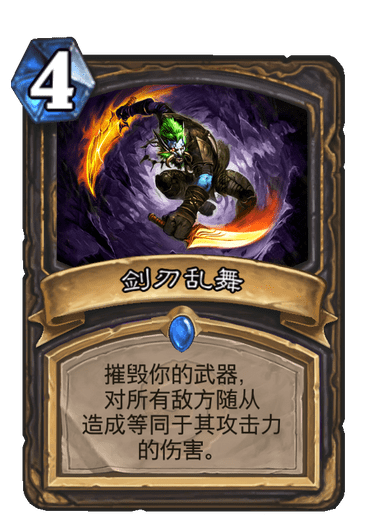 4
剑刃乱舞
摧毁你的武器，
对所有敌方随从
造成等同于其攻击力
的伤害。